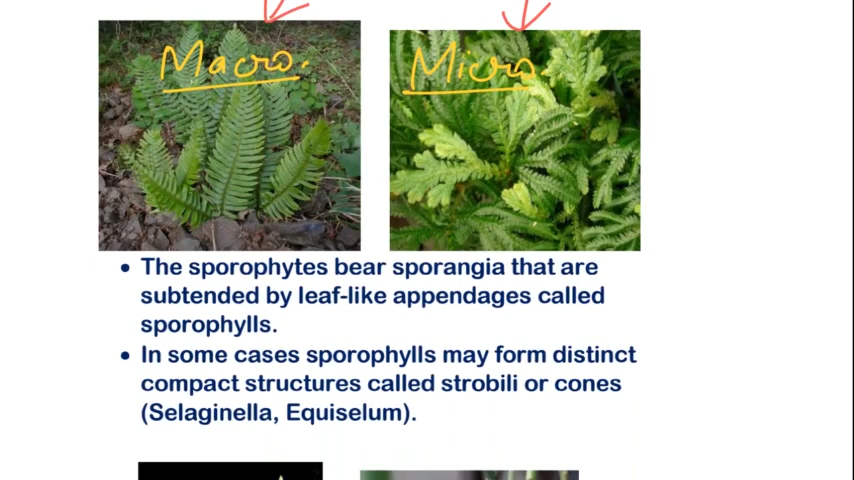 Macro.
Micro.
• The sporophytes bear sporangia that are
subtended by leaf-like appendages called
sporophylls.
• In some cases sporophylls may form distinct
compact structures called strobili or cones
(Selaginella, Equiselum).